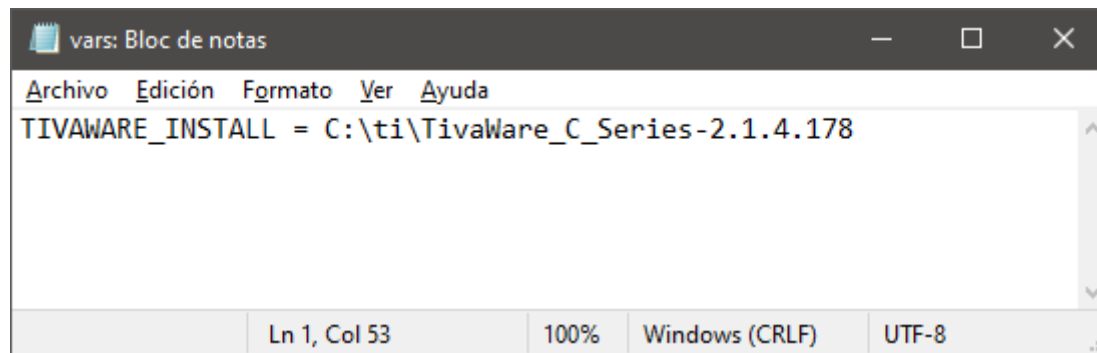 vars: Bloc de notas
Archivo Edición Formato Ver Ayuda
TIVAWARE_INSTALL = C:\ti\TivaWare_C_Series-2.1.4.178
Ln 1, Col 53 100% Windows (CRLF) UTF-8